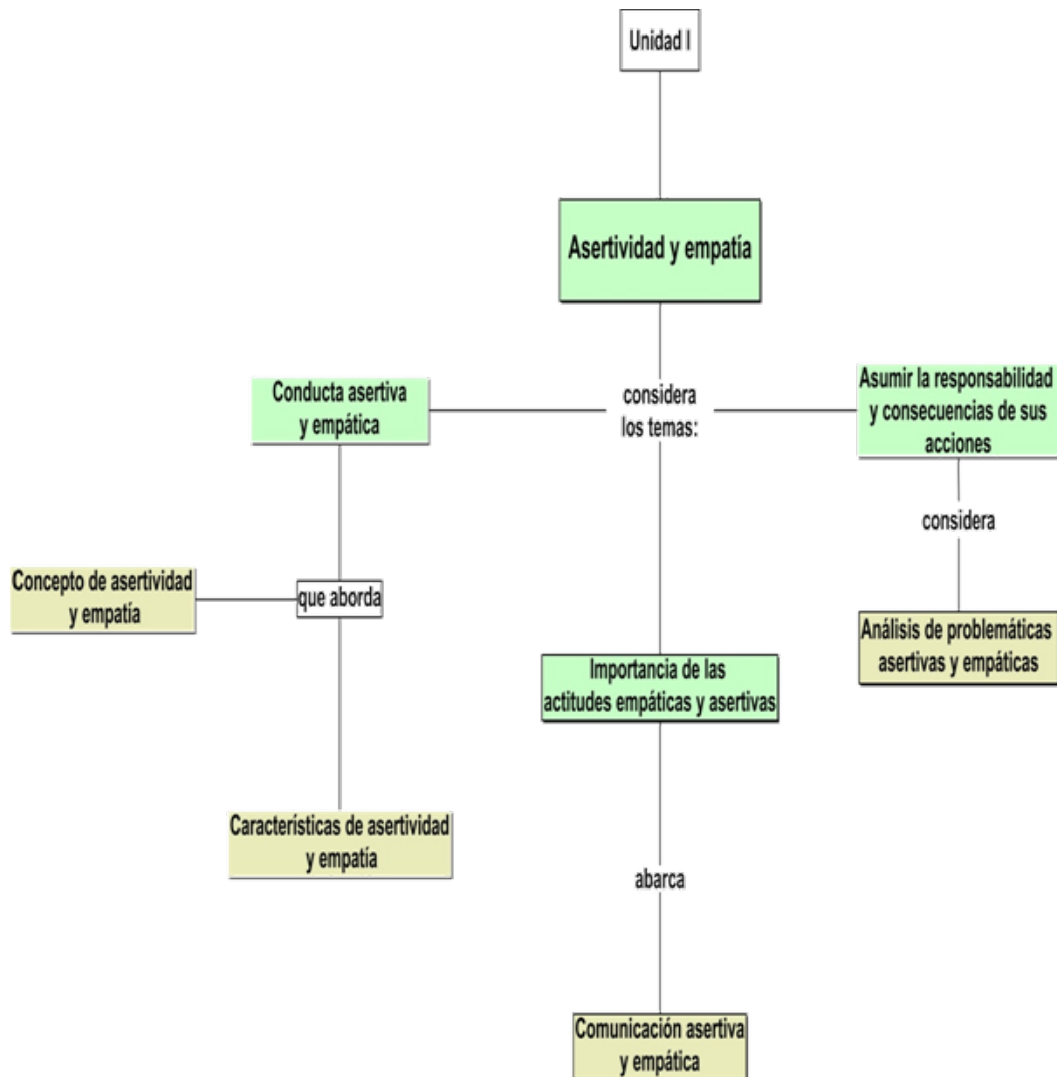 Unidad I
Asertividad y empatía
Conducta asertiva
y empática
considera
los temas:
Asumir la responsabilidad
y consecuencias de sus
acciones
considera
Concepto de asertividad
y empatía
que aborda
Análisis de problemáticas
asertivas y empáticas
Importancia de las
actitudes empáticas y asertivas
Características de asertividad
y empatía
abarca
Comunicación asertiva
y empática